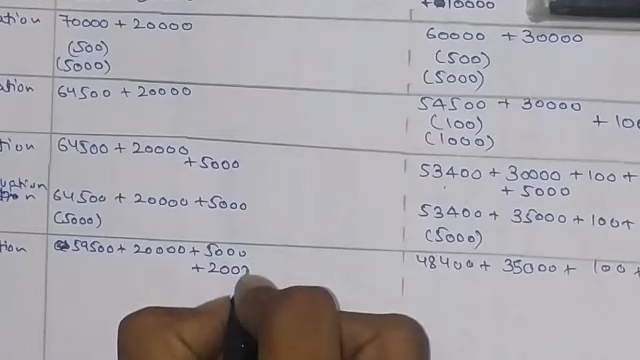 +10000
ation 70000 + 20000 60000 + 30000
(500) (500)
(5000) (5000)
ation 64500 + 20000 54500 + 30000 + 100
(100)
(1000)
tion 64500 + 20000 + 5000 53400 + 30000 + 100 +
+ 5000
64500 + 20000 + 5000 53400 + 35000 + 100 +
(5000) (5000)
tion 59500 + 20000 + 5000 48400 + 35000 + 100 +
+ 200